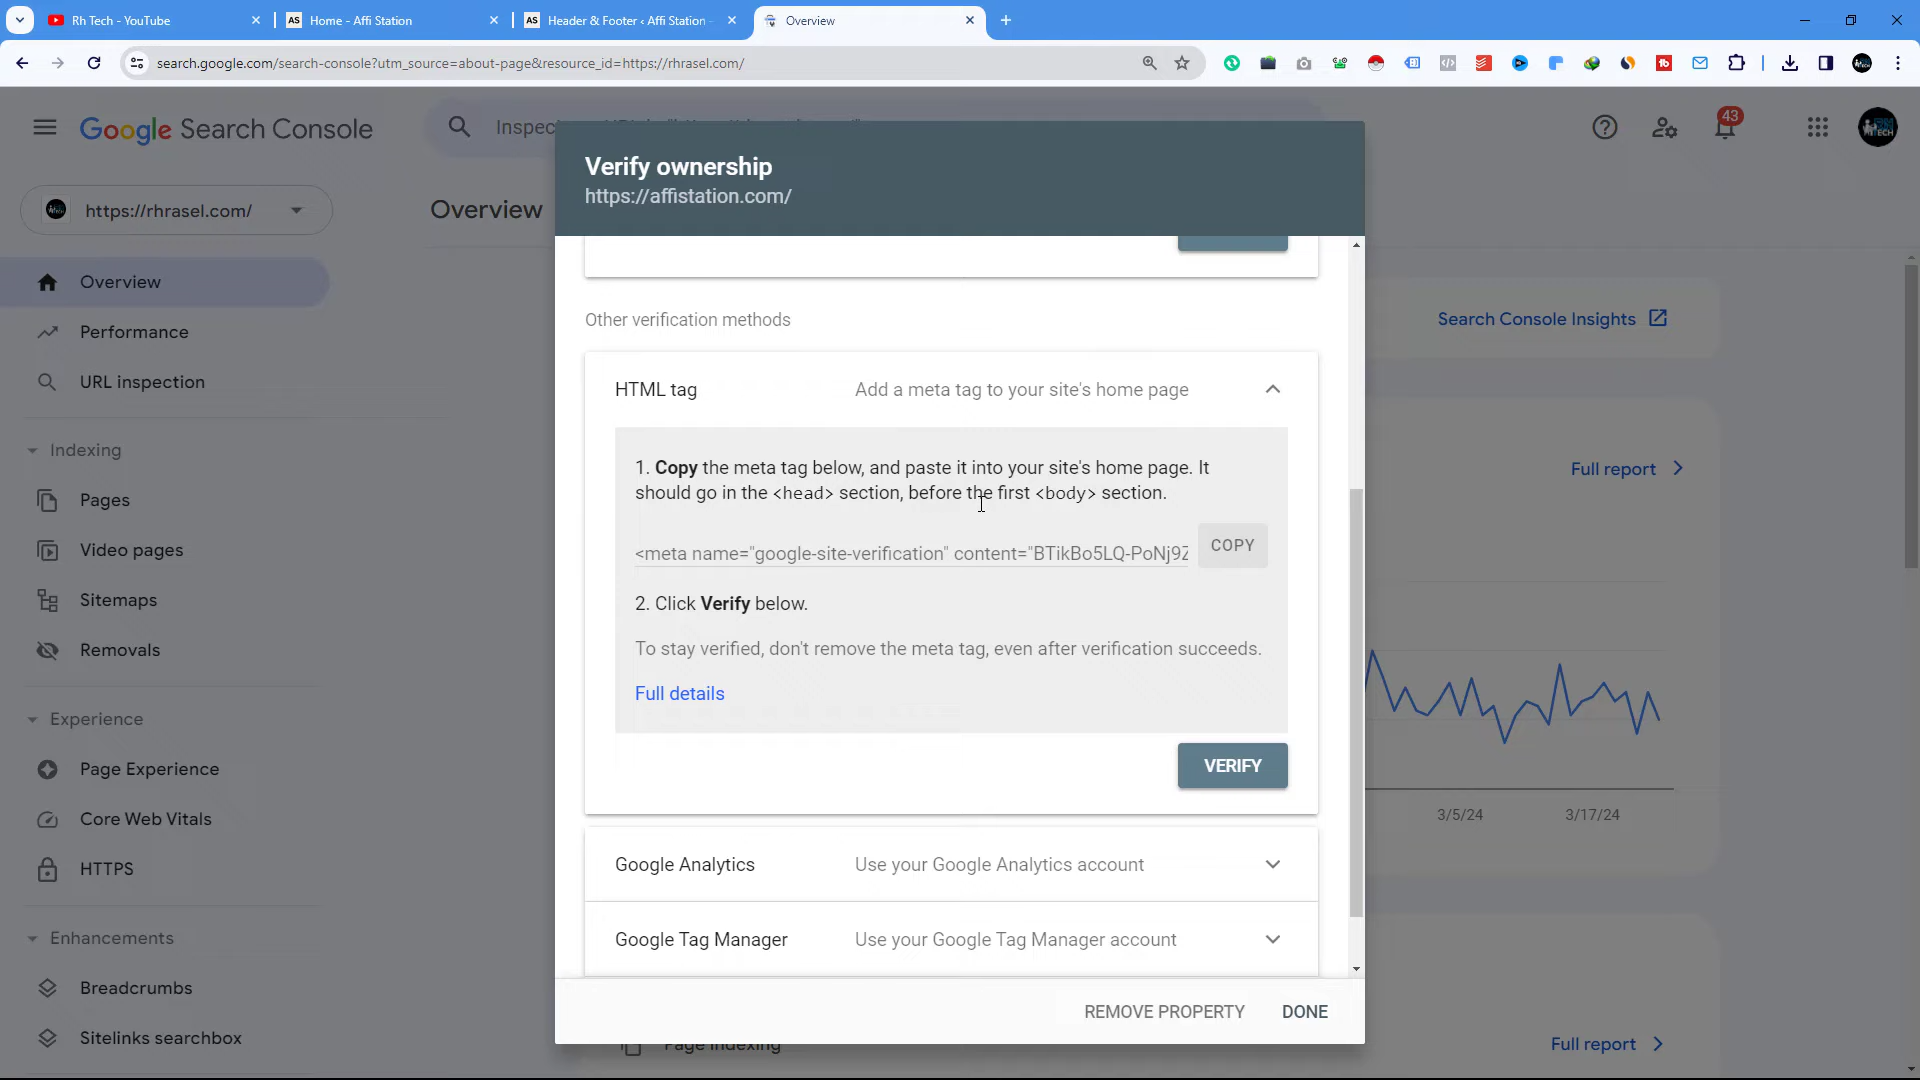 Rh Tech - YouTube
AS Home - Affi Station
AS Header & Footer ‹ Affi Station -
Overview
search.google.com/search-console?utm_source=about-page&resource_id=https://rhrasel.com/
Google Search Console
Inspec
43
https://rhrasel.com/
Overview
Overview
Performance
URL inspection
Indexing
Pages
Video pages
Sitemaps
Removals
Experience
Page Experience
Core Web Vitals
HTTPS
Enhancements
Breadcrumbs
Sitelinks searchbox
Verify ownership
https://affistation.com/
Other verification methods
HTML tag Add a meta tag to your site's home page
1. Copy the meta tag below, and paste it into your site's home page. It
should go in the <head> section, before the first <body> section.
<meta name="google-site-verification" content="BTikBo5LQ-PoNj9Z
COPY
2. Click Verify below.
To stay verified, don't remove the meta tag, even after verification succeeds.
Full details
VERIFY
Google Analytics Use your Google Analytics account
Google Tag Manager Use your Google Tag Manager account
REMOVE PROPERTY DONE
Search Console Insights
Full report
3/5/24 3/17/24
Page indexing
Full report